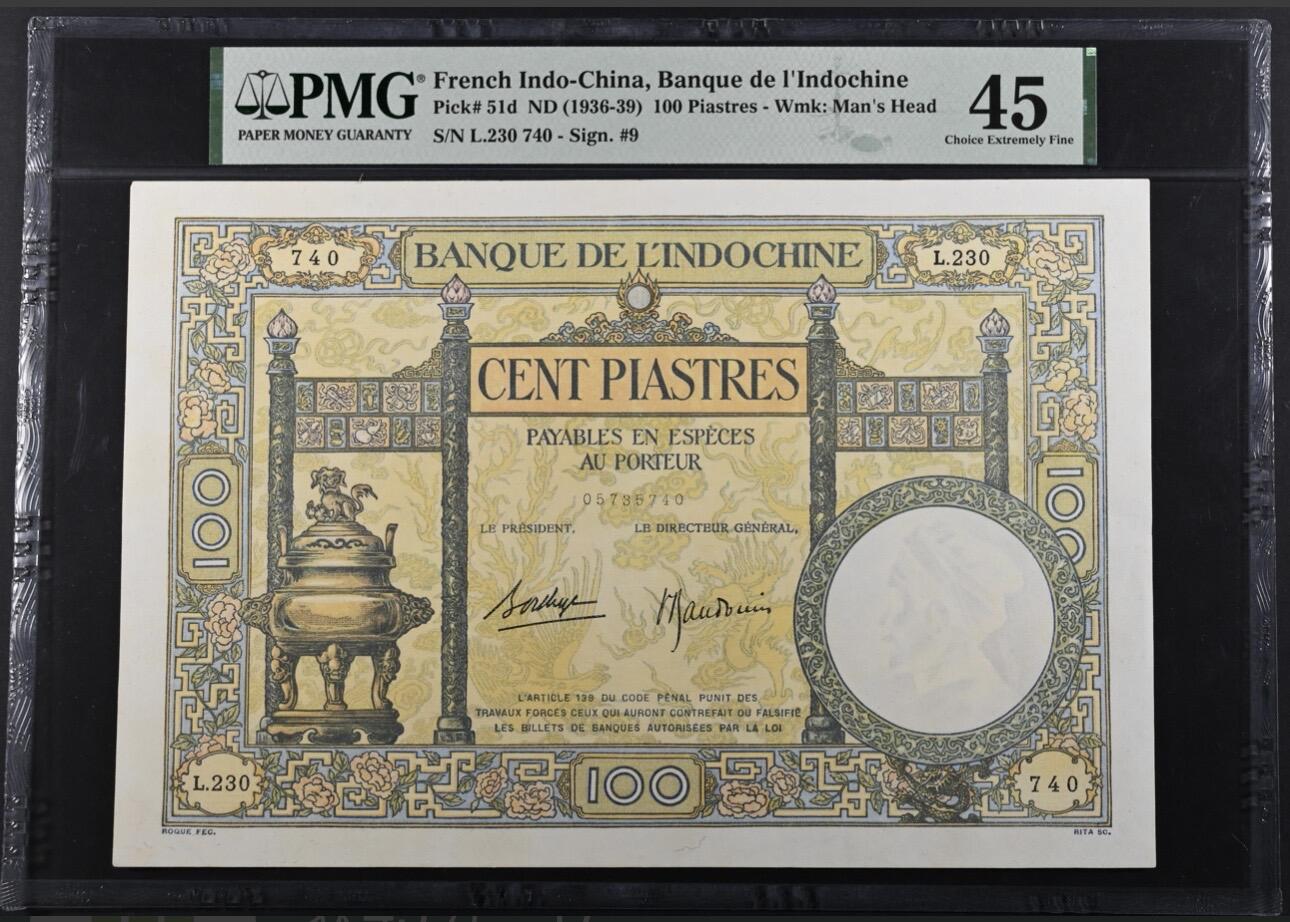 PMG®
PAPER MONEY GUARANTY
French Indo-China, Banque de l'Indochine
Pick# 51d ND (1936-39) 100 Piastres - Wmk: Man's Head
S/N L.230 740 - Sign. #9
45
Choice Extremely Fine
740
BANQUE DE L'INDOCHINE
L.230
CENT PIASTRES
PAYABLES EN ESPÈCES
AU PORTEUR
05735740
LE PRÉSIDENT,
LE DIRECTEUR GÉNÉRAL,
100
100
L'ARTICLE 139 DU CODE PÉNAL PUNIT DES
TRAVAUX FORCÉS CEUX QUI AURONT CONTREFAIT OU FALSIFIÉ
LES BILLETS DE BANQUES AUTORISÉES PAR LA LOI
L.230
100
740
ROQUE FEC.
RITA SC.